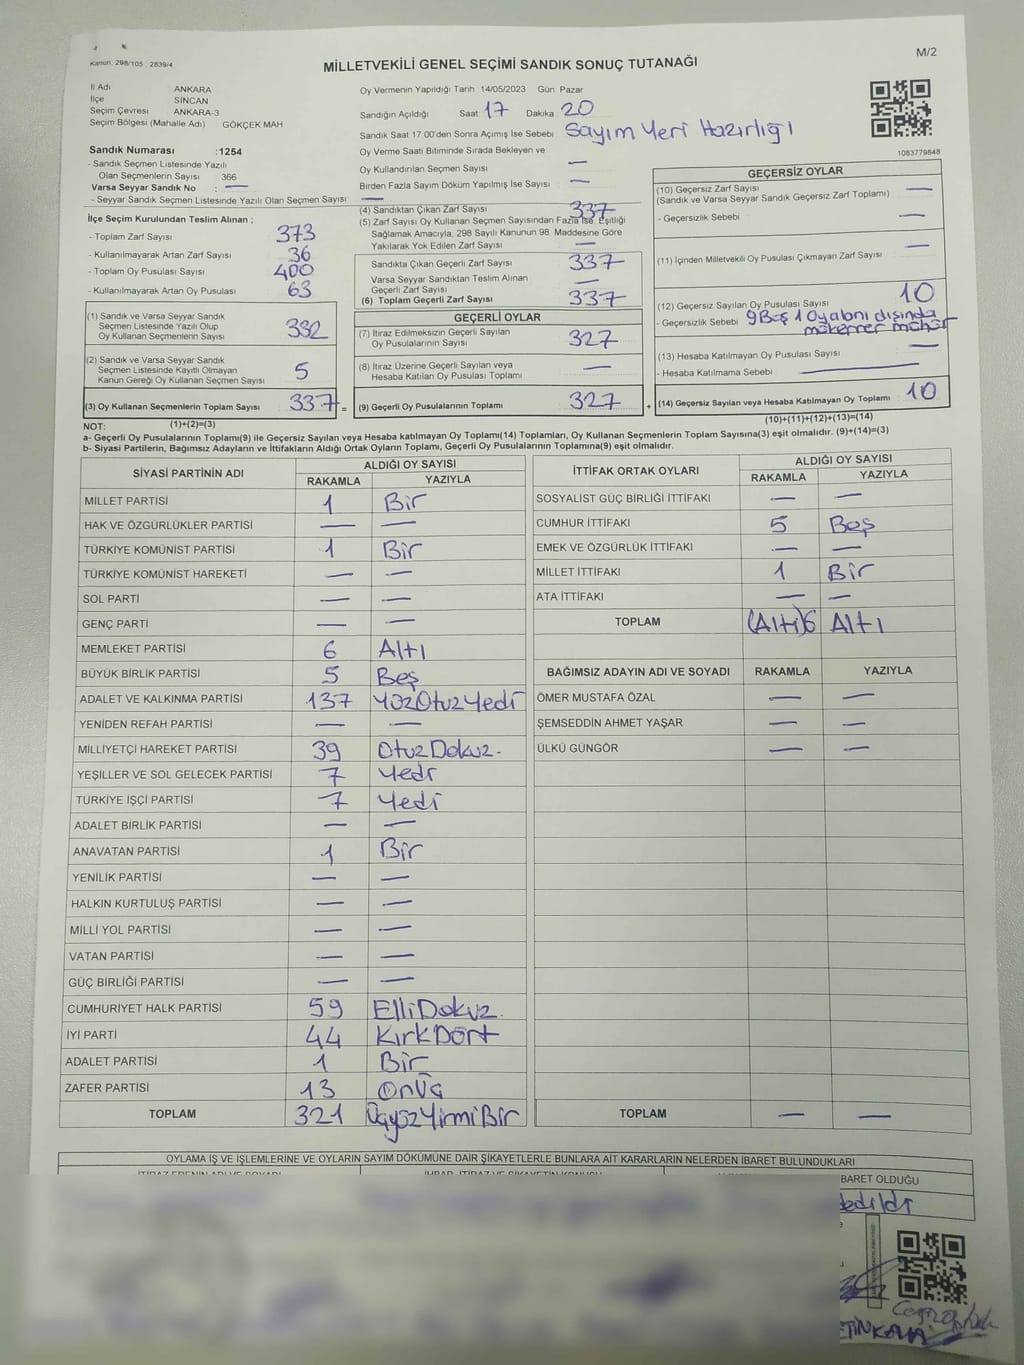 Kanun: 298/105 , 2839/4
MİLLETVEKİLİ GENEL SEÇİMİ SANDIK SONUÇ TUTANAĞI
M/2
İl Adı ANKARA
İlçe SİNCAN
Seçim Çevresi ANKARA-3
Seçim Bölgesi (Mahalle Adı) : GÖKÇEK MAH
Sandık Numarası :1254
- Sandık Seçmen Listesinde Yazılı
Olan Seçmenlerin Sayısı : 366
Varsa Seyyar Sandık No : —
- Seyyar Sandık Seçmen Listesinde Yazılı Olan Seçmen Sayısı —
İlçe Seçim Kurulundan Teslim Alınan ;
- Toplam Zarf Sayısı 373
- Kullanılmayarak Artan Zarf Sayısı 36
- Toplam Oy Pusulası Sayısı 400
- Kullanılmayarak Artan Oy Pusulası 63
(1) Sandık ve Varsa Seyyar Sandık
Seçmen Listesinde Yazılı Olup
Oy Kullanan Seçmenlerin Sayısı 332
(2) Sandık ve Varsa Seyyar Sandık
Seçmen Listesinde Kayıtlı Olmayan
Kanun Gereği Oy Kullanan Seçmen Sayısı 5
(3) Oy Kullanan Seçmenlerin Toplam Sayısı 337 =
(1)+(2)=(3)
Oy Vermenin Yapıldığı Tarih 14/05/2023 Gün: Pazar
Sandığın Açıldığı Saat 17 Dakika 20
Sandık Saat 17:00'den Sonra Açımış İse Sebebi : Sayım Yeri Hazırlığı
Oy Verme Saati Bitiminde Sırada Bekleyen ve
Oy Kullandırılan Seçmen Sayısı —
Birden Fazla Sayım Döküm Yapılmış İse Sayısı —
(4) Sandıktan Çıkan Zarf Sayısı 337
(5) Zarf Sayısı Oy Kullanan Seçmen Sayısından Fazla İse, Eşitliği
Sağlamak Amacıyla, 298 Sayılı Kanunun 98. Maddesine Göre
Yakılarak Yok Edilen Zarf Sayısı —
Sandıkta Çıkan Geçerli Zarf Sayısı 337
Varsa Seyyar Sandıktan Teslim Alınan
Geçerli Zarf Sayısı —
(6) Toplam Geçerli Zarf Sayısı 337
GEÇERLİ OYLAR
(7) İtiraz Edilmeksizin Geçerli Sayılan
Oy Pusulalarının Sayısı 327
(8) İtiraz Üzerine Geçerli Sayılan veya
Hesaba Katılan Oy Pusulası Toplamı —
(9) Geçerli Oy Pusulalarının Toplamı 327 +
1083779848
GEÇERSİZ OYLAR
(10) Geçersiz Zarf Sayısı
(Sandık ve Varsa Seyyar Sandık Geçersiz Zarf Toplamı) —
- Geçersizlik Sebebi —
(11) İçinden Milletvekili Oy Pusulası Çıkmayan Zarf Sayısı —
(12) Geçersiz Sayılan Oy Pusulası Sayısı 10
- Geçersizlik Sebebi 9 Boş 1 Oy alanı dışında
mükerrer mühür
(13) Hesaba Katılmayan Oy Pusulası Sayısı —
- Hesaba Katılmama Sebebi —
(14) Geçersiz Sayılan veya Hesaba Katılmayan Oy Toplamı 10
(10)+(11)+(12)+(13)=(14)
NOT:
a- Geçerli Oy Pusulalarının Toplamı(9) ile Geçersiz Sayılan veya Hesaba katılmayan Oy Toplamı(14) Toplamları, Oy Kullanan Seçmenlerin Toplam Sayısına(3) eşit olmalıdır. (9)+(14)=(3)
b- Siyasi Partilerin, Bağımsız Adayların ve İttifakların Aldığı Ortak Oyların Toplamı, Geçerli Oy Pusulalarının Toplamına(9) eşit olmalıdır.
SİYASİ PARTİNİN ADI ALDIĞI OY SAYISI
RAKAMLA YAZIYLA
MİLLET PARTİSİ 1 Bir
HAK VE ÖZGÜRLÜKLER PARTİSİ — —
TÜRKİYE KOMÜNİST PARTİSİ 1 Bir
TÜRKİYE KOMÜNİST HAREKETİ — —
SOL PARTİ — —
GENÇ PARTİ — —
MEMLEKET PARTİSİ 6 Altı
BÜYÜK BİRLİK PARTİSİ 5 Beş
ADALET VE KALKINMA PARTİSİ 137 YüzOtuzYedi
YENİDEN REFAH PARTİSİ — —
MİLLİYETÇİ HAREKET PARTİSİ 39 OtuzDokuz.
YEŞİLLER VE SOL GELECEK PARTİSİ 7 Yedi
TÜRKİYE İŞÇİ PARTİSİ 7 Yedi
ADALET BİRLİK PARTİSİ — —
ANAVATAN PARTİSİ 1 Bir
YENİLİK PARTİSİ — —
HALKIN KURTULUŞ PARTİSİ — —
MİLLİ YOL PARTİSİ — —
VATAN PARTİSİ — —
GÜÇ BİRLİĞİ PARTİSİ — —
CUMHURİYET HALK PARTİSİ 59 ElliDokuz.
İYİ PARTİ 44 KırkDört
ADALET PARTİSİ 1 Bir
ZAFER PARTİSİ 13 OnÜç
TOPLAM 321 ÜçyüzYirmiBir
İTTİFAK ORTAK OYLARI ALDIĞI OY SAYISI
RAKAMLA YAZIYLA
SOSYALİST GÜÇ BİRLİĞİ İTTİFAKI — —
CUMHUR İTTİFAKI 5 Beş
EMEK VE ÖZGÜRLÜK İTTİFAKI — —
MİLLET İTTİFAKI 1 Bir
ATA İTTİFAKI — —
TOPLAM (Altı)6 Altı
BAĞIMSIZ ADAYIN ADI VE SOYADI RAKAMLA YAZIYLA
ÖMER MUSTAFA ÖZAL — —
ŞEMSEDDİN AHMET YAŞAR — —
ÜLKÜ GÜNGÖR — —
TOPLAM — —
OYLAMA İŞ VE İŞLEMLERİNE VE OYLARIN SAYIM DÖKÜMÜNE DAİR ŞİKAYETLERLE BUNLARA AİT KARARLARIN NELERDEN İBARET BULUNDUKLARI
BARET OLDUĞU